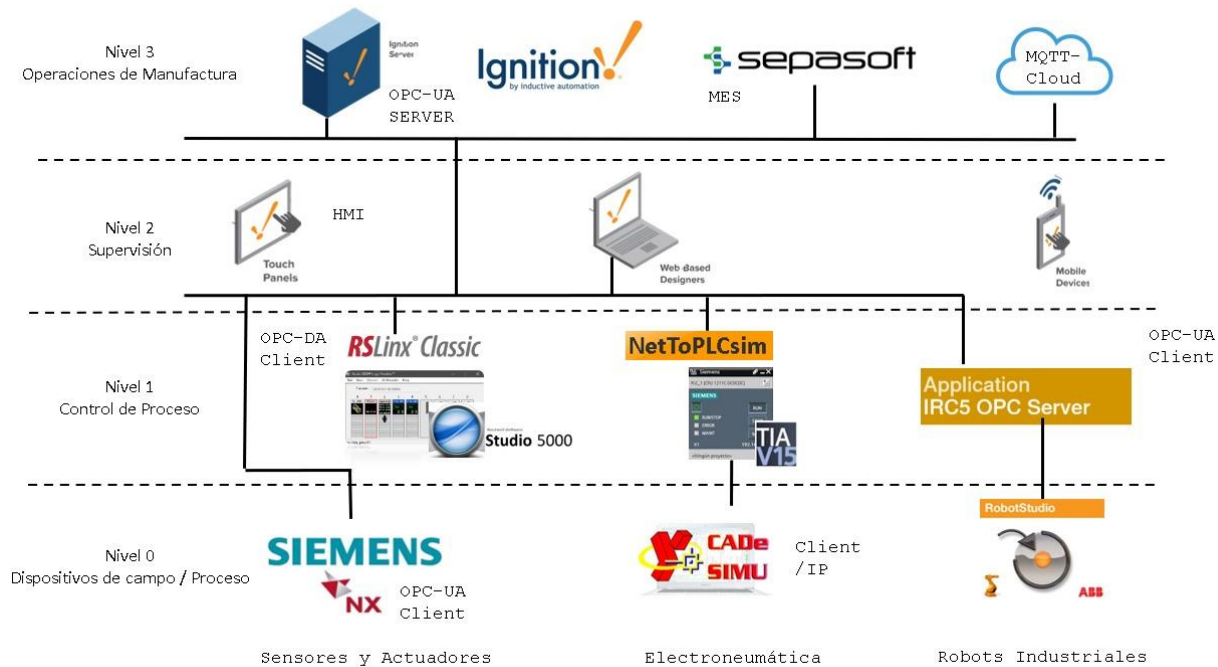 Nivel 3
Operaciones de Manufactura
Ignition
Server
OPC-UA
SERVER
Ignition!
by inductive automation
sepasoft
MES
MQTT-
Cloud
Nivel 2
Supervisión
HMI
Touch
Panels
Web-Based
Designers
Mobile
Devices
Nivel 1
Control de Proceso
OPC-DA
Client
RSLinx® Classic
Studio 5000
NetToPLCsim
Siemens
SIEMENS
RUN
RUN/STOP
ERROR
MAINT
X1
TIA
V15
Application
IRC5 OPC Server
OPC-UA
Client
Nivel 0
Dispositivos de campo / Proceso
SIEMENS
NX
OPC-UA
Client
CADe
SIMU
Client
/IP
RobotStudio
ABB
Sensores y Actuadores
Electroneumática
Robots Industriales